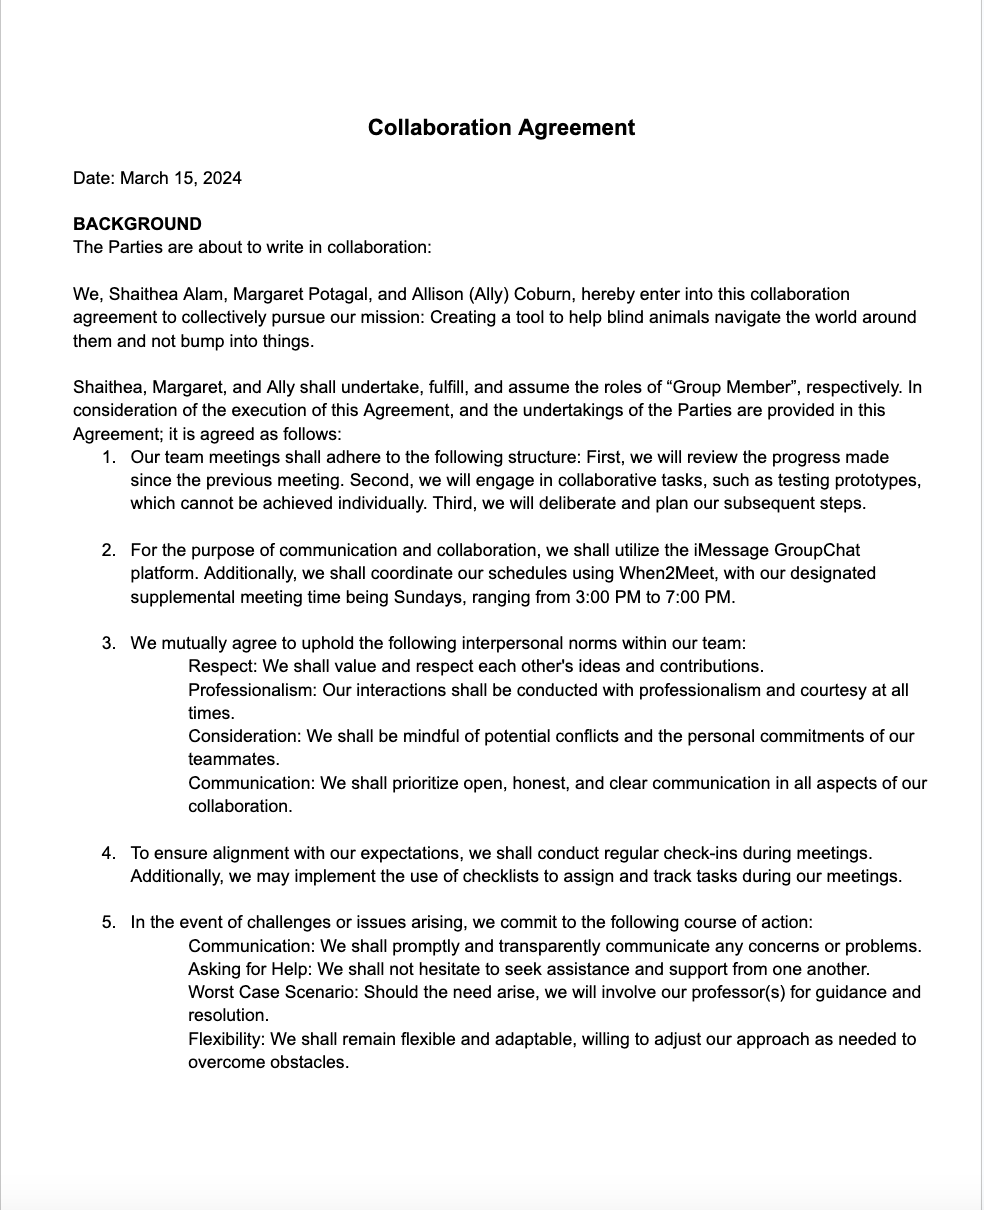 Collaboration Agreement
Date: March 15, 2024
BACKGROUND
The Parties are about to write in collaboration:
We, Shaithea Alam, Margaret Potagal, and Allison (Ally) Coburn, hereby enter into this collaboration
agreement to collectively pursue our mission: Creating a tool to help blind animals navigate the world around
them and not bump into things.
Shaithea, Margaret, and Ally shall undertake, fulfill, and assume the roles of “Group Member”, respectively. In
consideration of the execution of this Agreement, and the undertakings of the Parties are provided in this
Agreement; it is agreed as follows:
1. Our team meetings shall adhere to the following structure: First, we will review the progress made
since the previous meeting. Second, we will engage in collaborative tasks, such as testing prototypes,
which cannot be achieved individually. Third, we will deliberate and plan our subsequent steps.
2. For the purpose of communication and collaboration, we shall utilize the iMessage GroupChat
platform. Additionally, we shall coordinate our schedules using When2Meet, with our designated
supplemental meeting time being Sundays, ranging from 3:00 PM to 7:00 PM.
3. We mutually agree to uphold the following interpersonal norms within our team:
Respect: We shall value and respect each other's ideas and contributions.
Professionalism: Our interactions shall be conducted with professionalism and courtesy at all
times.
Consideration: We shall be mindful of potential conflicts and the personal commitments of our
teammates.
Communication: We shall prioritize open, honest, and clear communication in all aspects of our
collaboration.
4. To ensure alignment with our expectations, we shall conduct regular check-ins during meetings.
Additionally, we may implement the use of checklists to assign and track tasks during our meetings.
5. In the event of challenges or issues arising, we commit to the following course of action:
Communication: We shall promptly and transparently communicate any concerns or problems.
Asking for Help: We shall not hesitate to seek assistance and support from one another.
Worst Case Scenario: Should the need arise, we will involve our professor(s) for guidance and
resolution.
Flexibility: We shall remain flexible and adaptable, willing to adjust our approach as needed to
overcome obstacles.